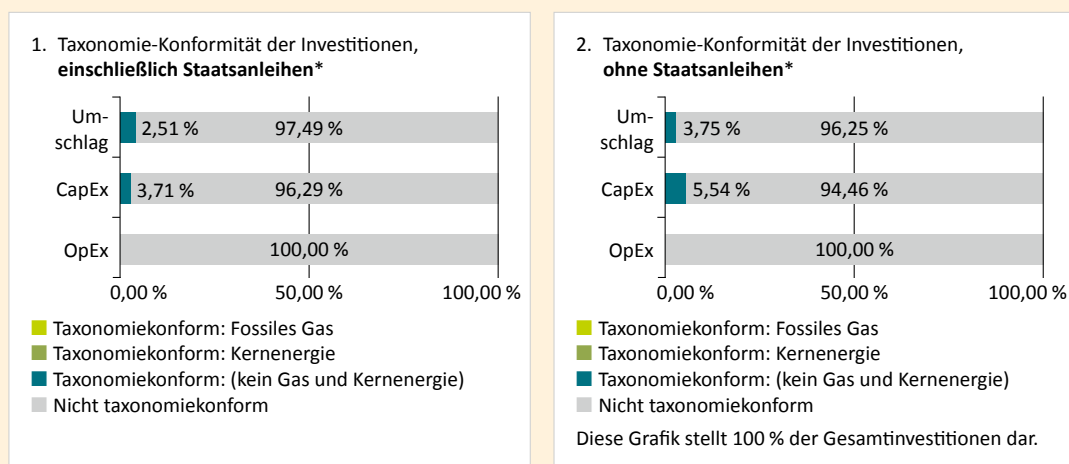 1. Taxonomie-Konformität der Investitionen,
einschließlich Staatsanleihen*
Um-
schlag
2,51 %
97,49 %
CapEx
3,71 %
96,29 %
OpEx
100,00 %
0,00 %
50,00 %
100,00 %
Taxonomiekonform: Fossiles Gas
Taxonomiekonform: Kernenergie
Taxonomiekonform: (kein Gas und Kernenergie)
Nicht taxonomiekonform
2. Taxonomie-Konformität der Investitionen,
ohne Staatsanleihen*
Um-
schlag
3,75 %
96,25 %
CapEx
5,54 %
94,46 %
OpEx
100,00 %
0,00 %
50,00 %
100,00 %
Taxonomiekonform: Fossiles Gas
Taxonomiekonform: Kernenergie
Taxonomiekonform: (kein Gas und Kernenergie)
Nicht taxonomiekonform
Diese Grafik stellt 100 % der Gesamtinvestitionen dar.